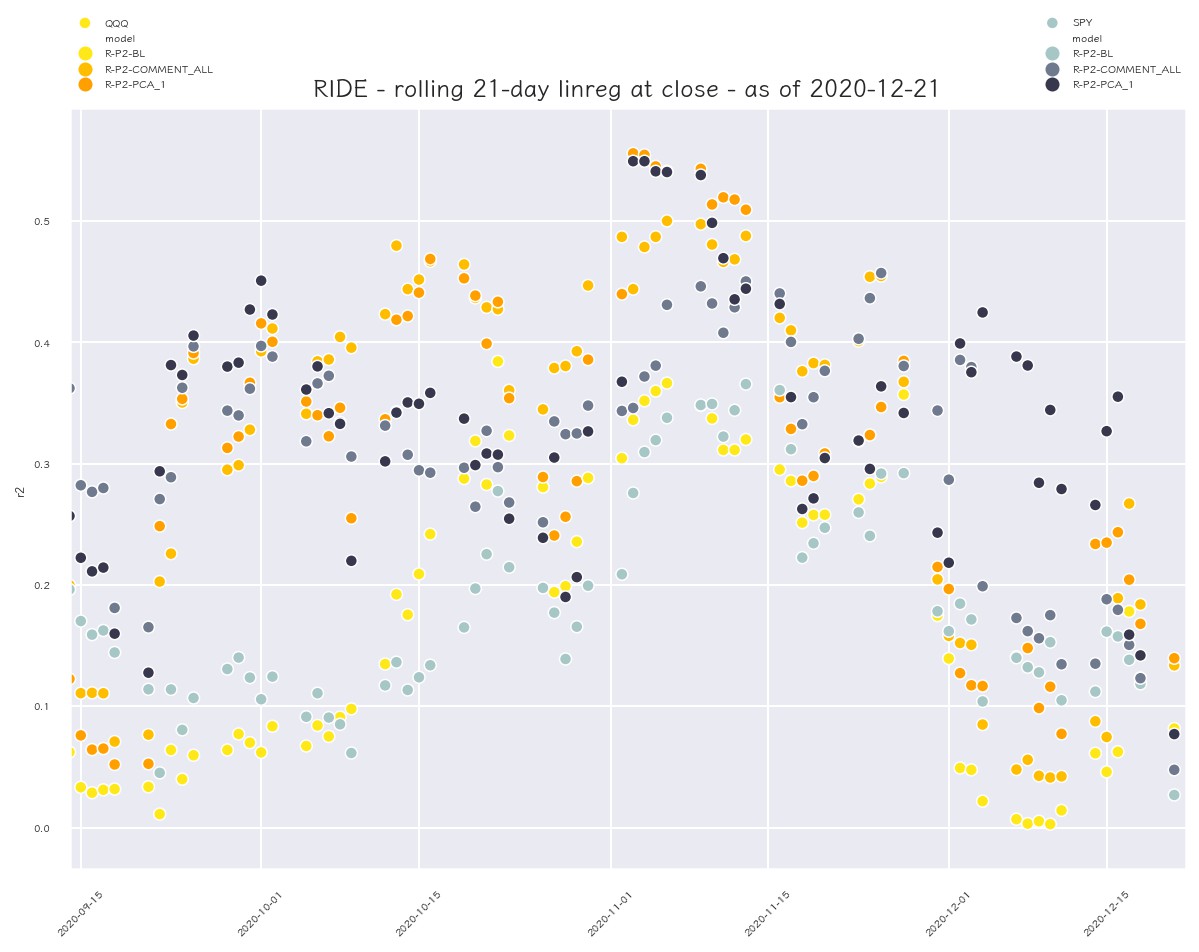 QQQ
model
R-P2-BL
R-P2-COMMENT_ALL
R-P2-PCA_1
SPY
model
R-P2-BL
R-P2-COMMENT_ALL
R-P2-PCA_1
RIDE - rolling 21-day linreg at close - as of 2020-12-21
r2
0.5
0.4
0.3
0.2
0.1
0.0
2020-09-15
2020-10-01
2020-10-15
2020-11-01
2020-11-15
2020-12-01
2020-12-15